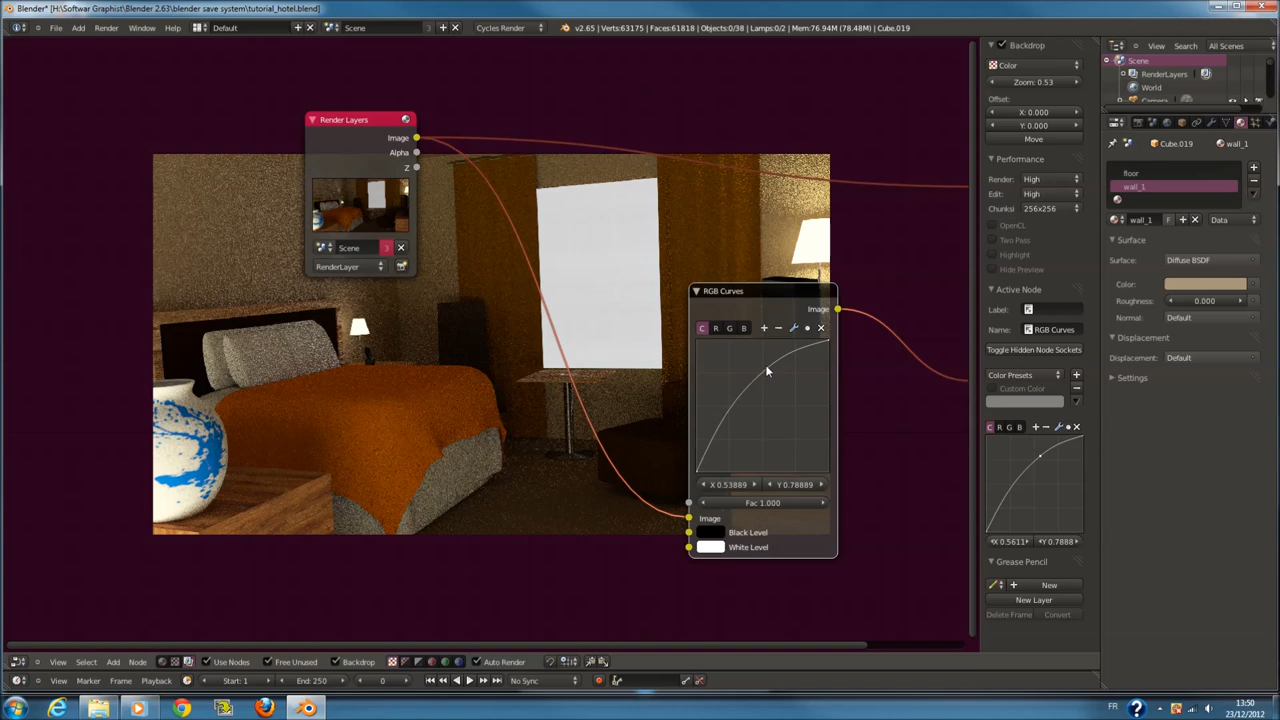 Blender* [H:\Softwar Graphist\Blender 2.63\blender save system\tutorial_hotel.blend]
File Add Render Window Help Default Scene 3 Cycles Render v2.65 | Verts:63175 | Faces:61818 | Objects:0/38 | Lamps:0/2 | Mem:76.94M (78.48M) | Cube.019
Render Layers
Image
Alpha
Z
Scene 3
RenderLayer
RGB Curves
Image
C R G B
X 0.53889 Y 0.78889
Fac 1.000
Image
Black Level
White Level
Backdrop
Color
Zoom: 0.53
Offset:
X: 0.000
Y: 0.000
Move
Performance
Render: High
Edit: High
Chunksi 256x256
OpenCL
Two Pass
Highlight
Hide Preview
Active Node
Label:
Name: RGB Curves
Toggle Hidden Node Sockets
Color Presets
Custom Color
C R G B
X 0.5611 Y 0.7888
Grease Pencil
New
New Layer
Delete Frame Convert
View Search All Scenes
Scene
RenderLayers
World
Camera
Cube.019 wall_1
floor
wall_1
wall_1 F Data
Surface
Surface: Diffuse BSDF
Color:
Roughness: 0.000
Normal: Default
Displacement
Displacement: Default
Settings
View Select Add Node Use Nodes Free Unused Backdrop Auto Render
View Marker Frame Playback Start: 1 End: 250 0 No Sync
FR
13:50
23/12/2012